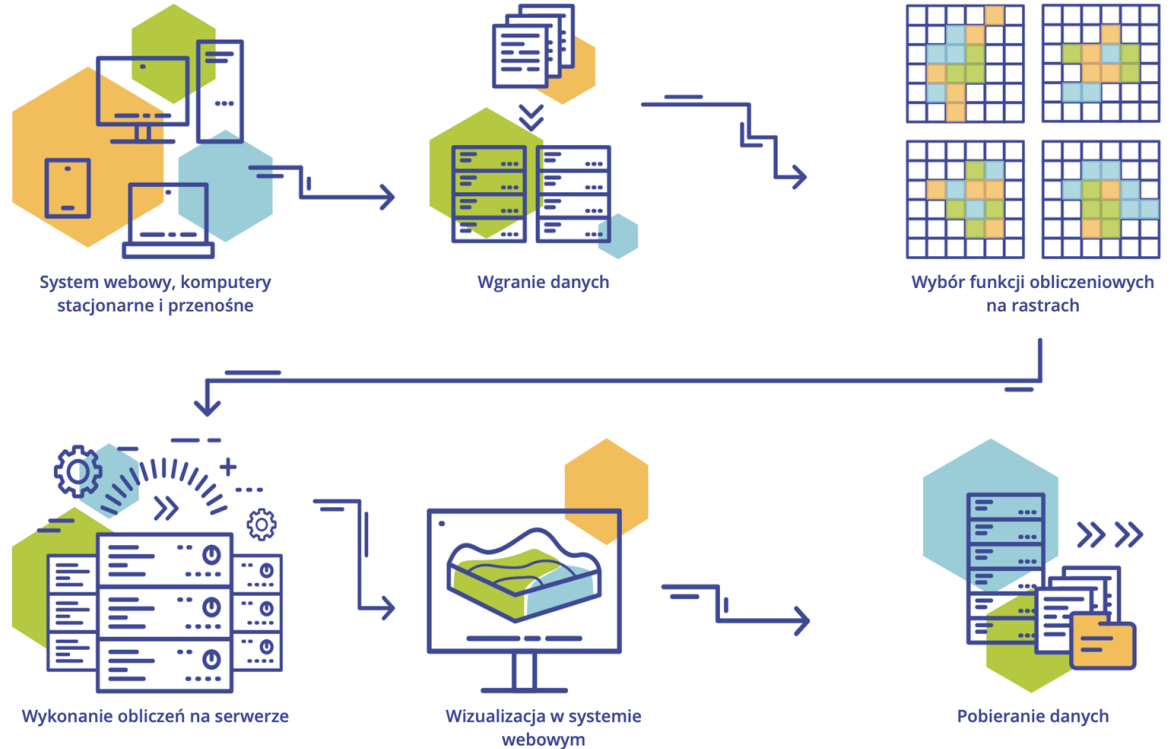 System webowy, komputery
stacjonarne i przenośne
Wgranie danych
Wybór funkcji obliczeniowych
na rastrach
Wykonanie obliczeń na serwerze
Wizualizacja w systemie
webowym
Pobieranie danych